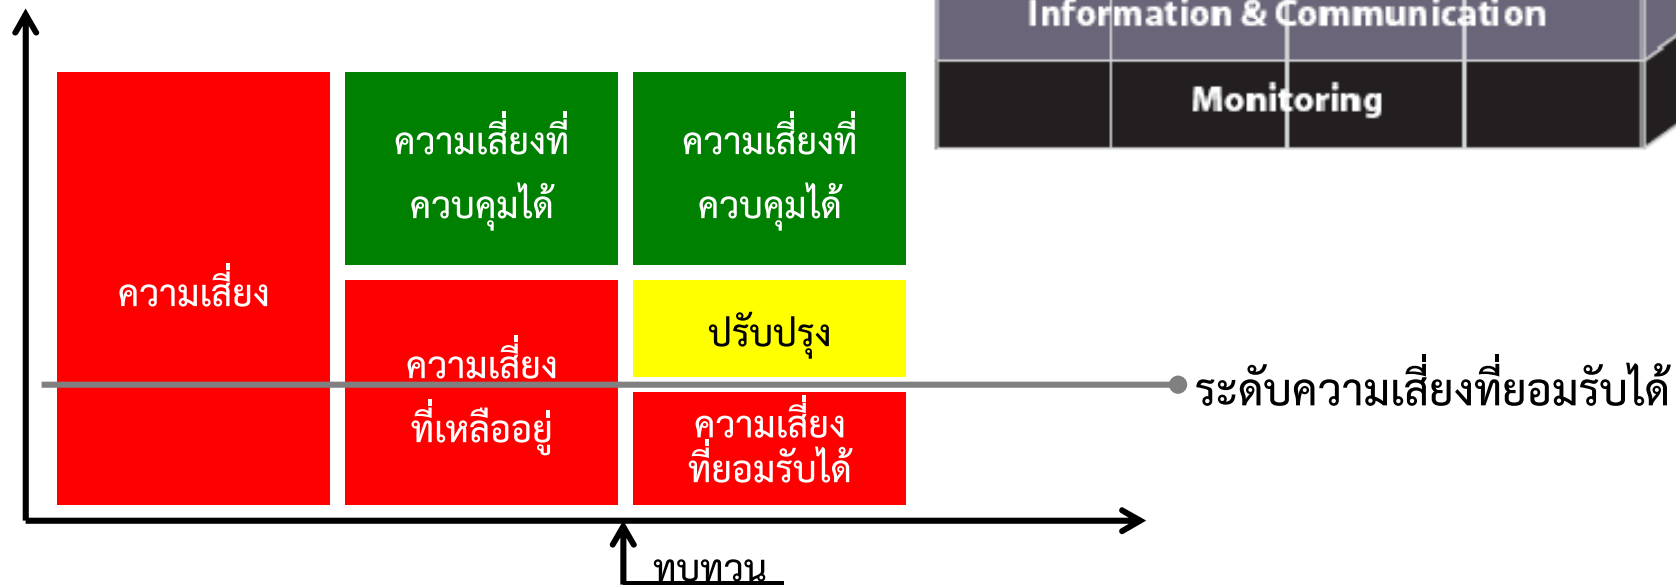 Information & Communication
Monitoring
ความเสี่ยง
ความเสี่ยงที่
ควบคุมได้
ความเสี่ยง
ที่เหลืออยู่
ความเสี่ยงที่
ควบคุมได้
ปรับปรุง
ความเสี่ยง
ที่ยอมรับได้
ระดับความเสี่ยงที่ยอมรับได้
ทบทวน